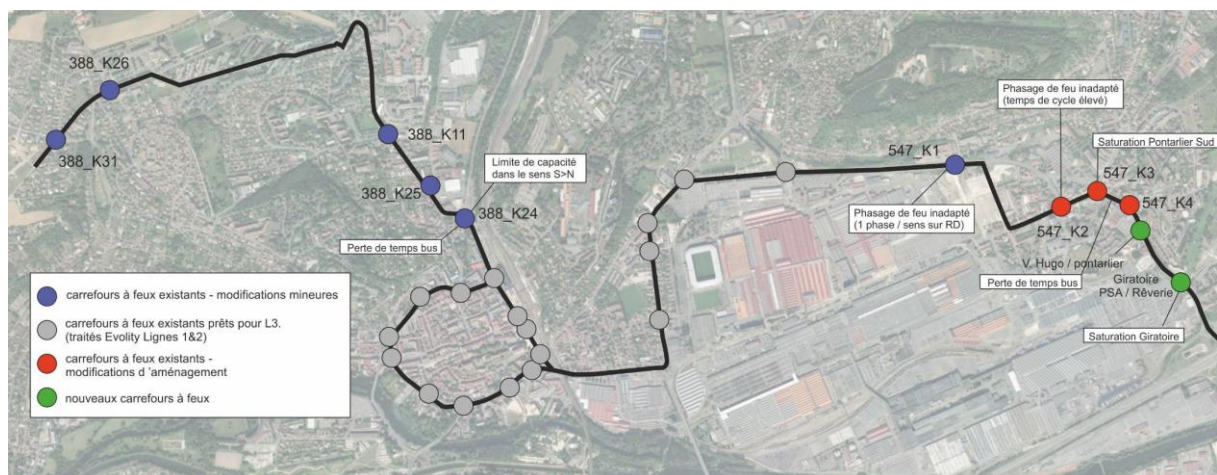 388_K26
388_K31
388_K11
388_K25
Limite de capacité
dans le sens S>N
388_K24
Perte de temps bus
547_K1
Phasage de feu inadapté
(1 phase / sens sur RD)
Phasage de feu inadapté
(temps de cycle élevé)
Saturation Pontarlier Sud
547_K3
547_K4
547_K2
V. Hugo / pontarlier
Perte de temps bus
Giratoire
PSA / Rêverie
Saturation Giratoire
carrefours à feux existants - modifications mineures
carrefours à feux existants prêts pour L3.
(traités Evolity Lignes 1&2)
carrefours à feux existants -
modifications d 'aménagement
nouveaux carrefours à feux